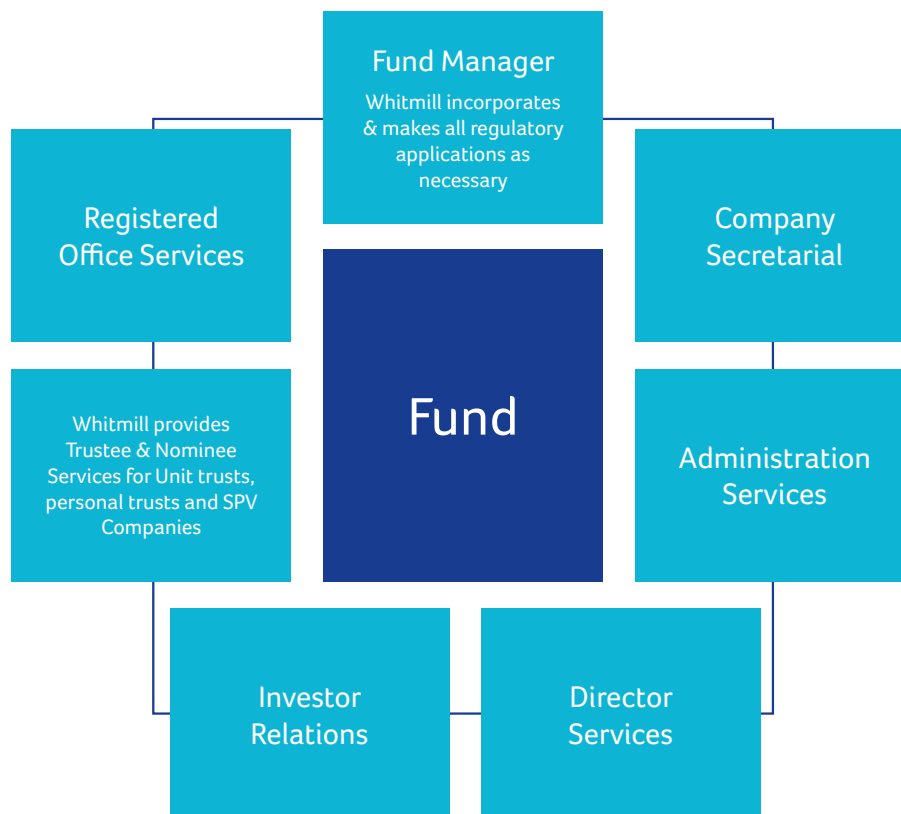 Fund Manager
Whitmill incorporates
& makes all regulatory
applications as
necessary
Registered
Office Services
Company
Secretarial
Fund
Whitmill provides
Trustee & Nominee
Services for Unit trusts,
personal trusts and SPV
Companies
Administration
Services
Investor
Relations
Director
Services